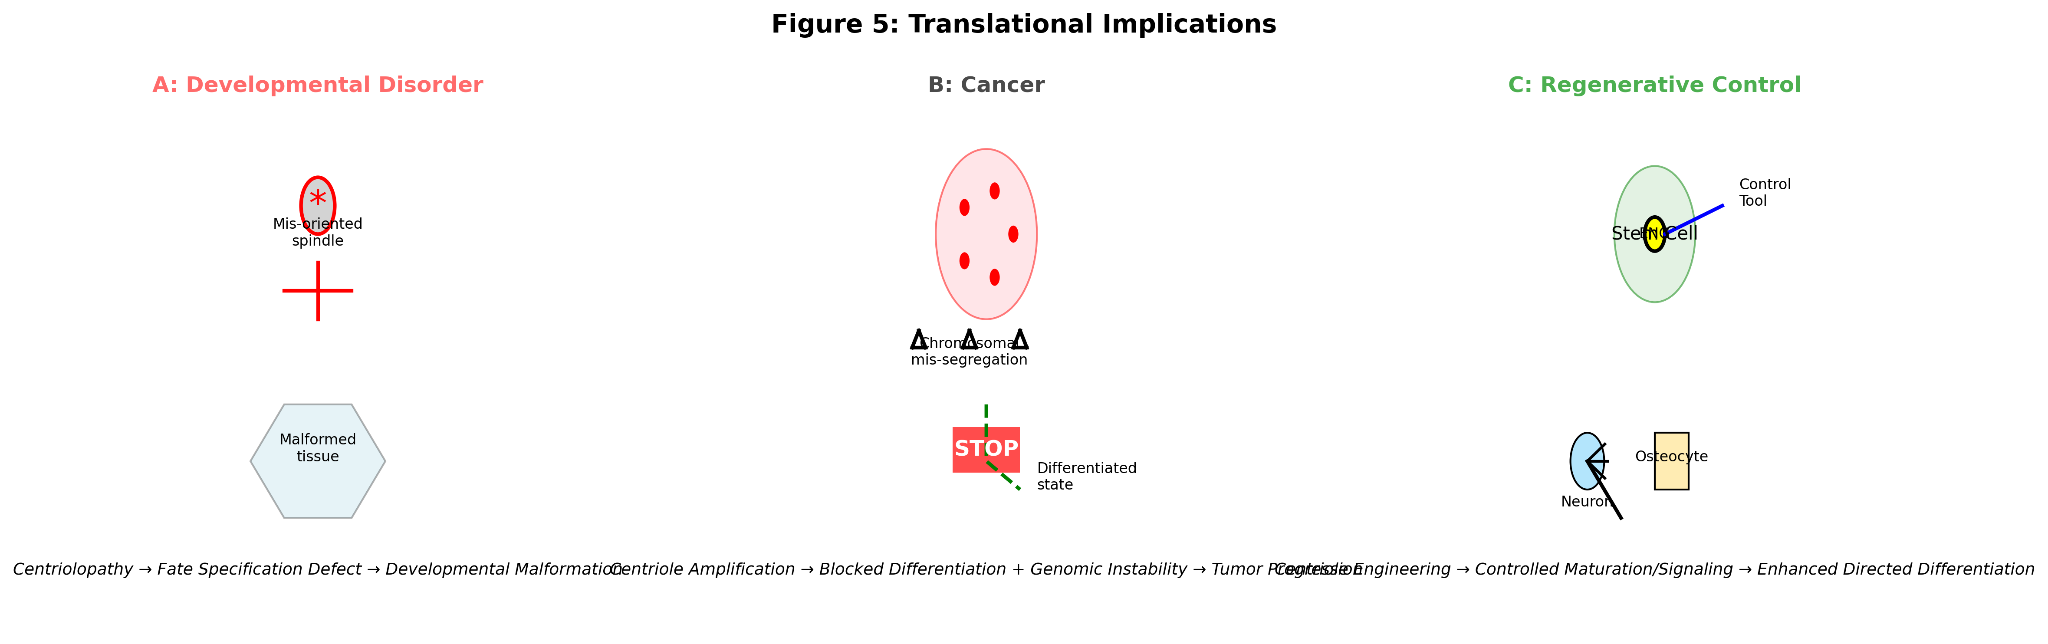 Figure 5: Translational Implications
A: Developmental Disorder
B: Cancer
C: Regenerative Control
*
Mis-oriented
spindle
Malformed
tissue
Chromosomal
mis-segregation
STOP
Differentiated
state
Control
Tool
Stem Cell
Neuron
Osteocyte
Centriolopathy → Fate Specification Defect → Developmental Malformation
Centriole Amplification → Blocked Differentiation + Genomic Instability → Tumor Progression
Centriole Engineering → Controlled Maturation/Signaling → Enhanced Directed Differentiation